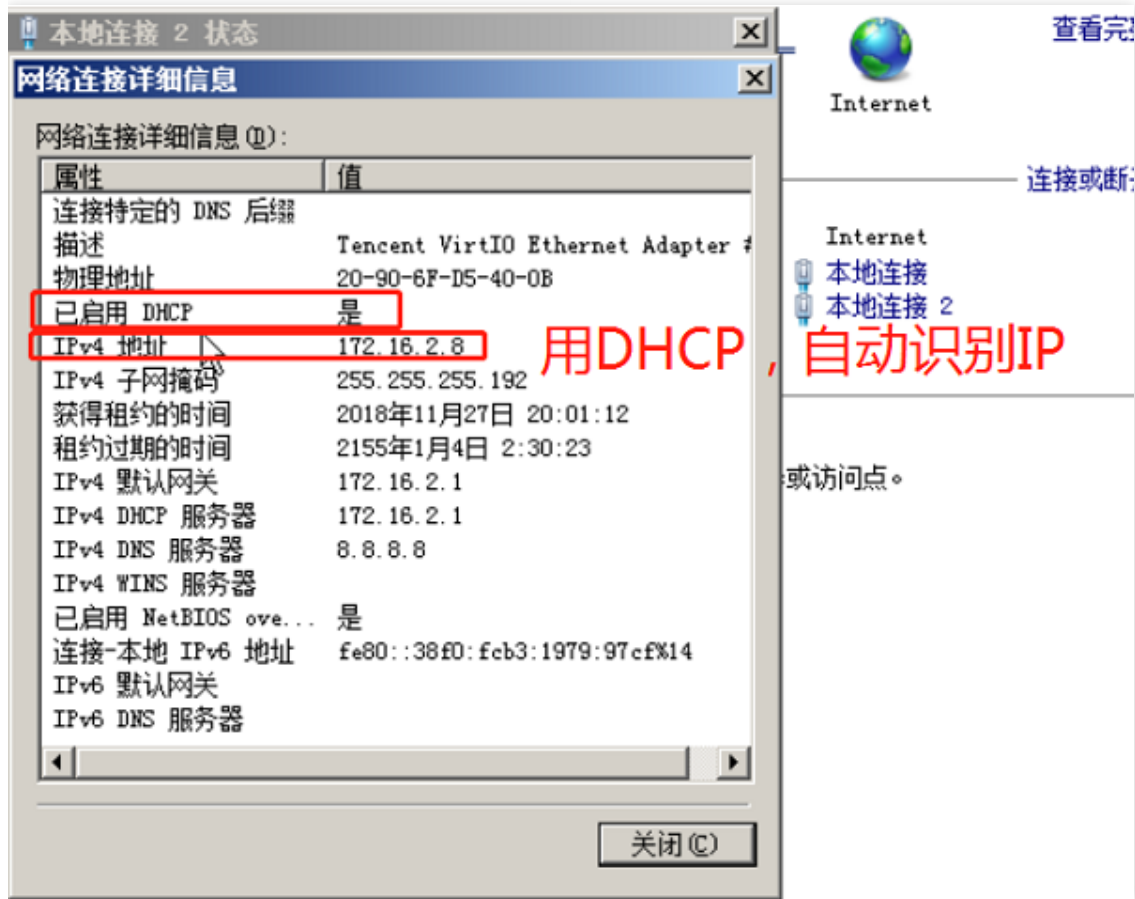 本地连接 2 状态
网络连接详细信息
网络连接详细信息(D):
属性 值
连接特定的 DNS 后缀
描述 Tencent VirtIO Ethernet Adapter #
物理地址 20-90-6F-D5-40-0B
已启用 DHCP 是
IPv4 地址 172.16.2.8
IPv4 子网掩码 255.255.255.192
获得租约的时间 2018年11月27日 20:01:12
租约过期的时间 2155年1月4日 2:30:23
IPv4 默认网关 172.16.2.1
IPv4 DHCP 服务器 172.16.2.1
IPv4 DNS 服务器 8.8.8.8
IPv4 WINS 服务器
已启用 NetBIOS ove... 是
连接-本地 IPv6 地址 fe80::38f0:fcb3:1979:97cf%14
IPv6 默认网关
IPv6 DNS 服务器
关闭(C)
查看完整
Internet
连接或断
Internet
本地连接
本地连接 2
用DHCP，自动识别IP
或访问点。